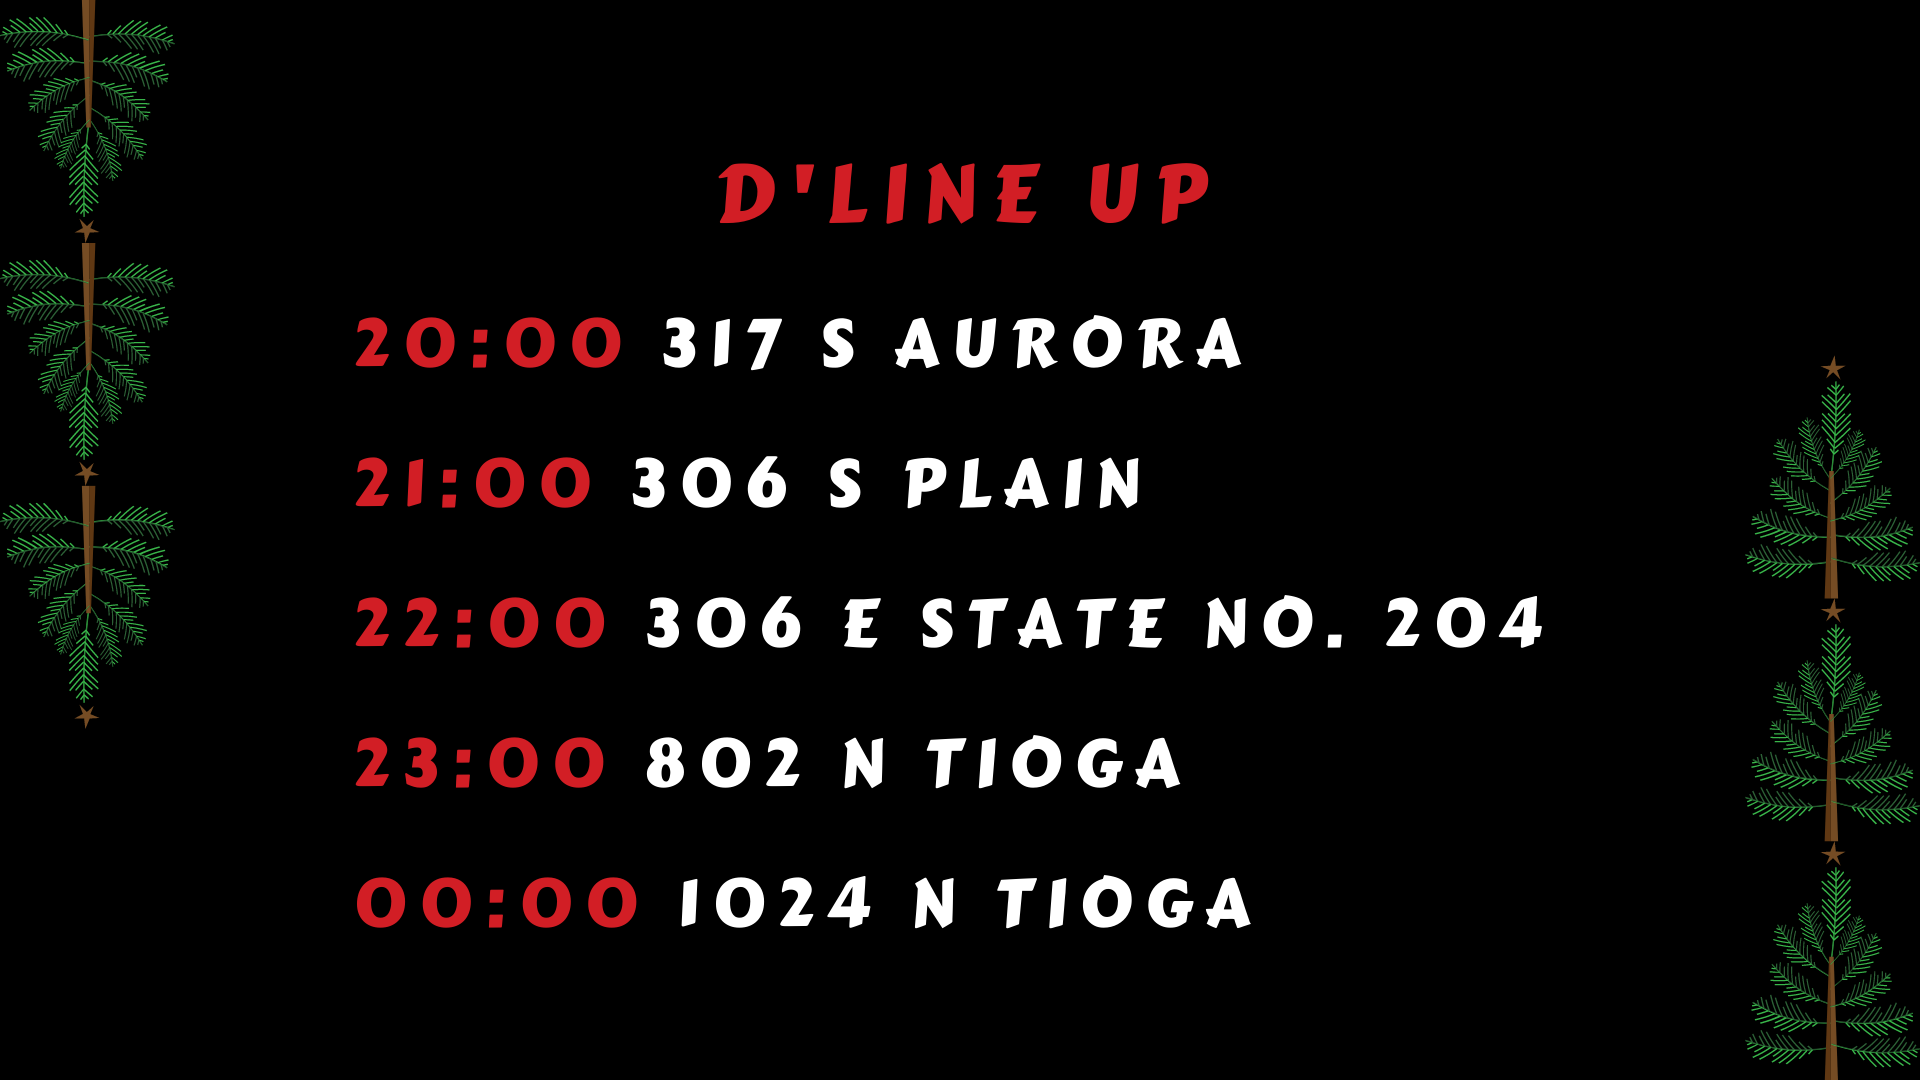 D'LINE UP
20:00 317 S AURORA
21:00 306 S PLAIN
22:00 306 E STATE NO. 204
23:00 802 N TIOGA
00:00 1024 N TIOGA